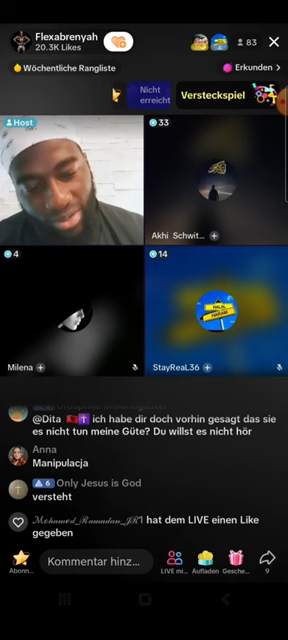 Flexabrenyah
20.3K Likes
83
Wöchentliche Rangliste
Erkunden >
Nicht erreicht
Versteckspiel
Host
33
Akhi Schwit... +
4
14
HALAL
HARAM
Milena +
StayReaL36 +
@Dita 🇦🇱✝️ ich habe dir doch vorhin gesagt das sie
es nicht tun meine Güte? Du willst es nicht hör
Anna
Manipulacja
6 Only Jesus is God
versteht
𝓜𝓸𝓱𝓪𝓶𝓮𝓭_𝓡𝓪𝓶𝓪𝓭𝓪𝓷_𝓙𝓡1 hat dem LIVE einen Like
gegeben
Kommentar hinz...
Abonn...
LIVE mi...
Aufladen
Gesche...
9